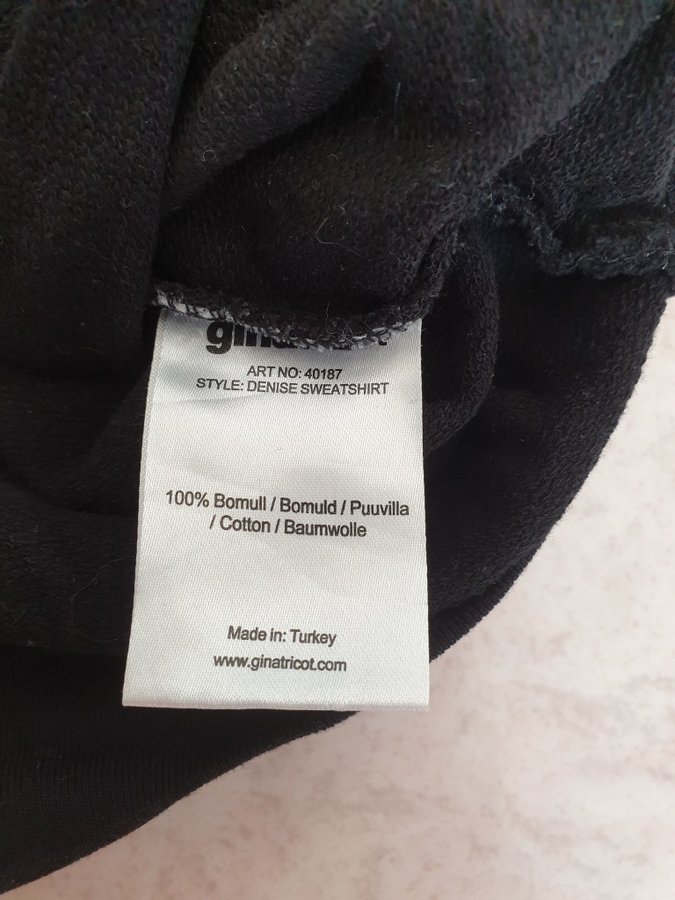 ART NO: 40187
STYLE: DENISE SWEATSHIRT
100% Bomull / Bomuld / Puuvilla
/ Cotton / Baumwolle
Made in: Turkey
www.ginatricot.com